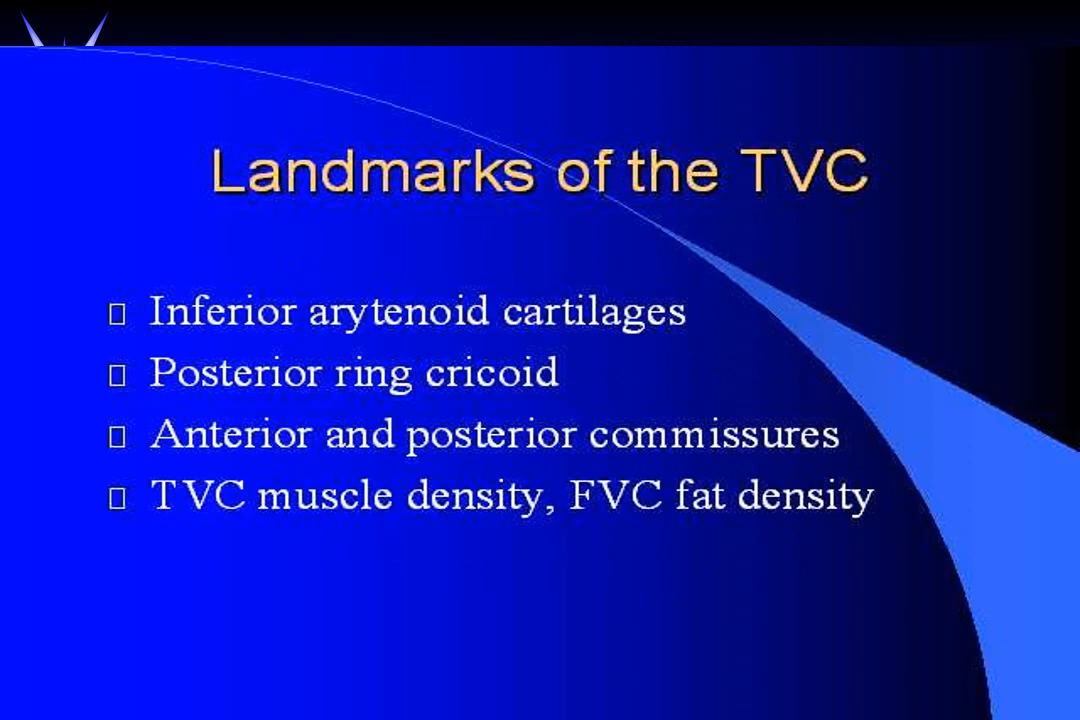 Landmarks of the TVC
Inferior arytenoid cartilages
Posterior ring cricoid
Anterior and posterior commissures
TVC muscle density, FVC fat density